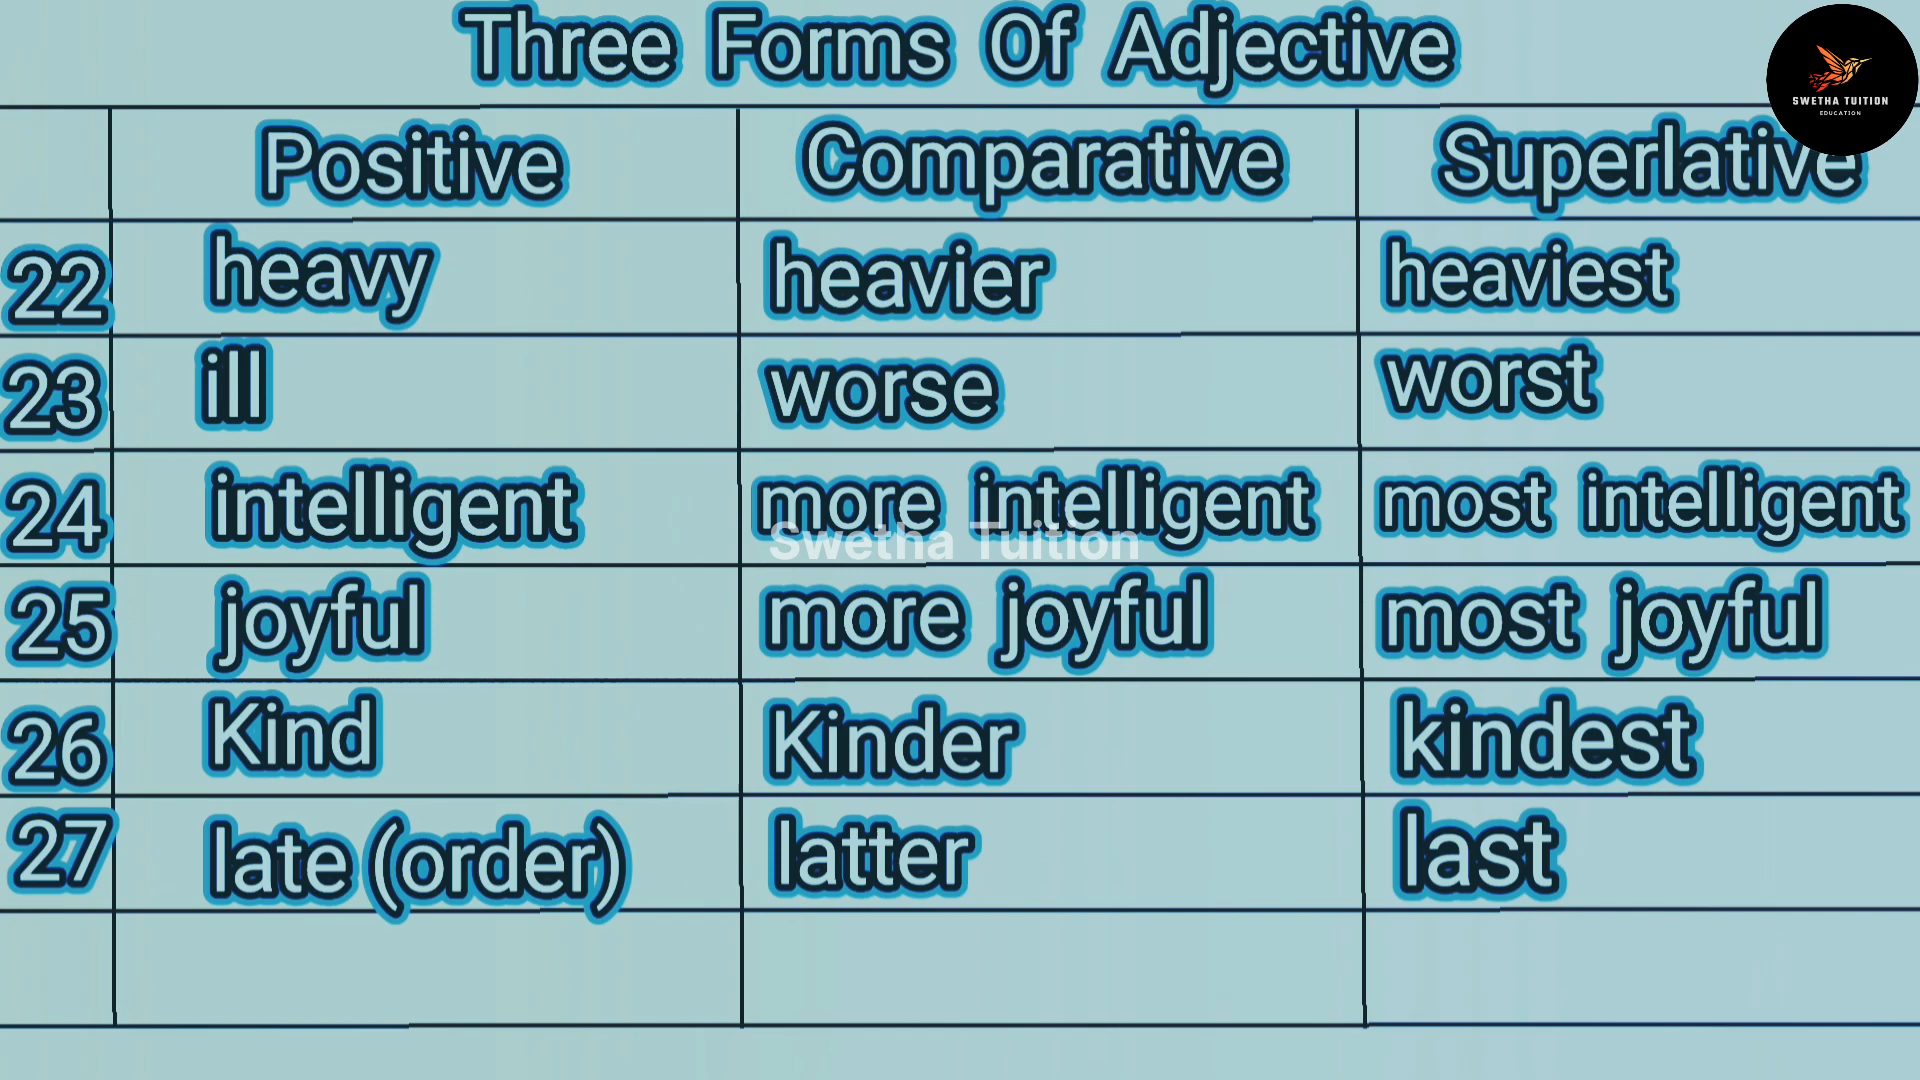 Three Forms Of Adjective
SWETHA TUITION
EDUCATION
Positive Comparative Superlative
22 heavy heavier heaviest
23 ill worse worst
24 intelligent more intelligent most intelligent
Swetha Tuition
25 joyful more joyful most joyful
26 Kind Kinder kindest
27 late (order) latter last